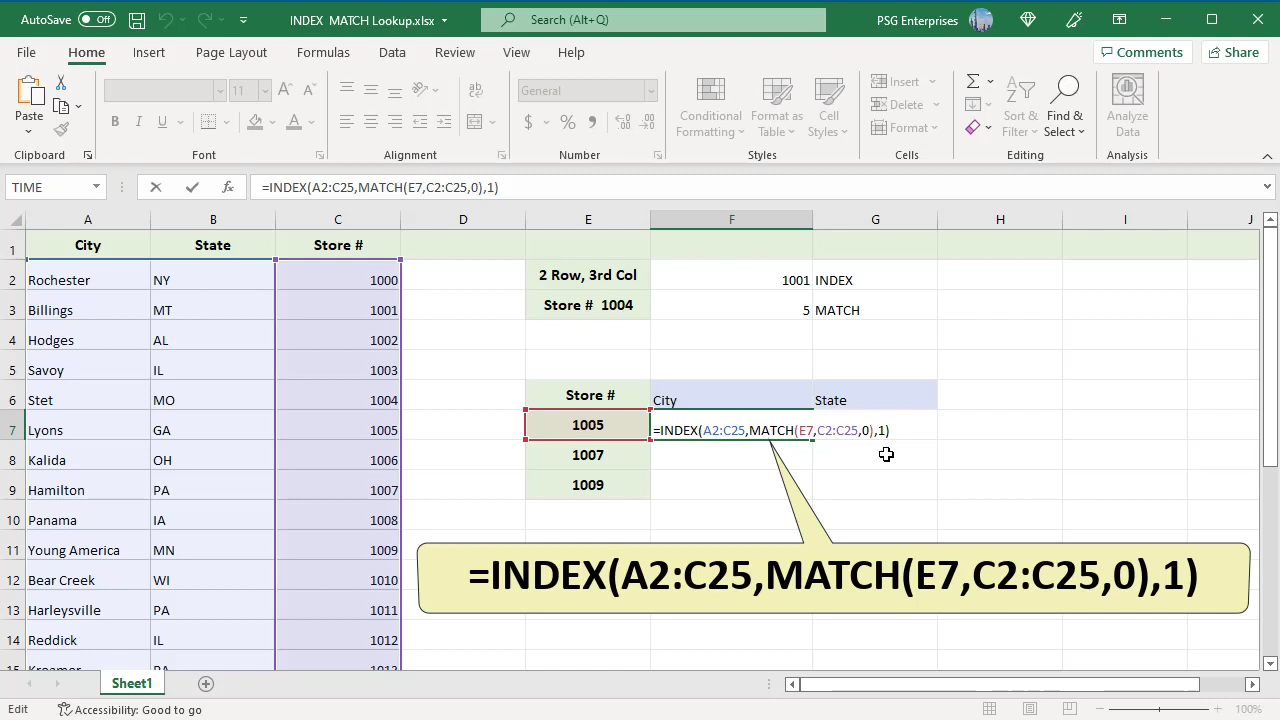 AutoSave Off INDEX MATCH Lookup.xlsx Search (Alt+Q) PSG Enterprises
File Home Insert Page Layout Formulas Data Review View Help Comments Share
Paste
11
A A
ab
General
Conditional Formatting
Format as Table
Cell Styles
Insert
Delete
Format
Sort & Filter
Find & Select
Analyze Data
B I U A $ % 9
Clipboard Font Alignment Number Styles Cells Editing Analysis
TIME fx =INDEX(A2:C25,MATCH(E7,C2:C25,0),1)
A B C D E F G H I J
1 City State Store #
2 Rochester NY 1000 2 Row, 3rd Col 1001 INDEX
3 Billings MT 1001 Store # 1004 5 MATCH
4 Hodges AL 1002
5 Savoy IL 1003
6 Stet MO 1004 Store # City State
7 Lyons GA 1005 1005 =INDEX(A2:C25,MATCH(E7,C2:C25,0),1)
8 Kalida OH 1006 1007
9 Hamilton PA 1007 1009
10 Panama IA 1008
11 Young America MN 1009
12 Bear Creek WI 1010
=INDEX(A2:C25,MATCH(E7,C2:C25,0),1)
13 Harleysville PA 1011
14 Reddick IL 1012
15 Kroemer PA 1013
Sheet1
Edit Accessibility: Good to go 100%